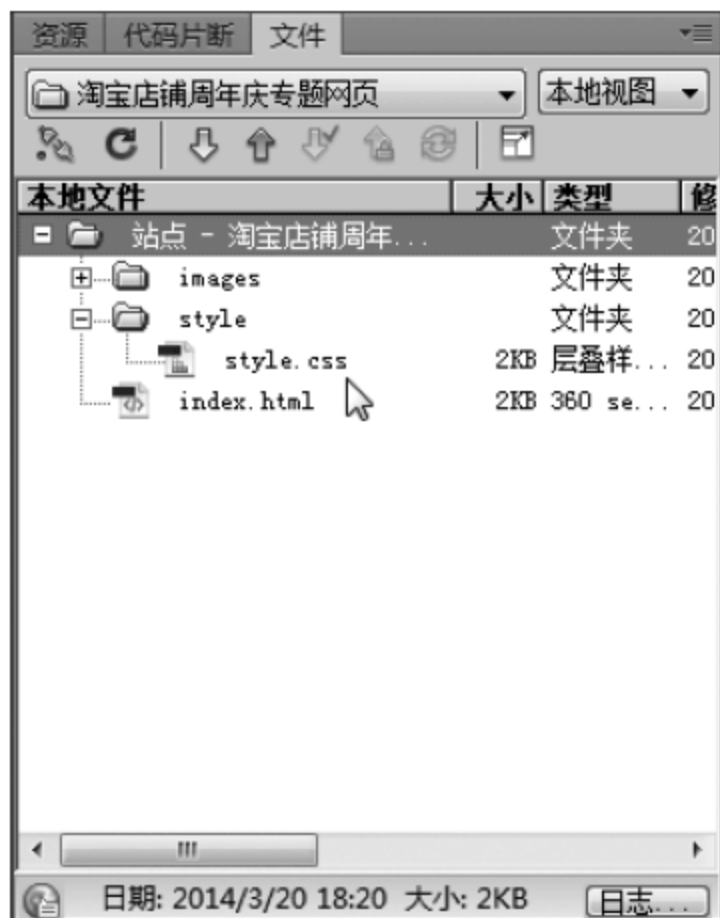 资源 代码片断 文件
淘宝店铺周年庆专题网页 本地视图
本地文件 大小 类型 修
站点 - 淘宝店铺周年... 文件夹 20
images 文件夹 20
style 文件夹 20
style.css 2KB 层叠样... 20
index.html 2KB 360 se... 20
日期: 2014/3/20 18:20 大小: 2KB 日志...